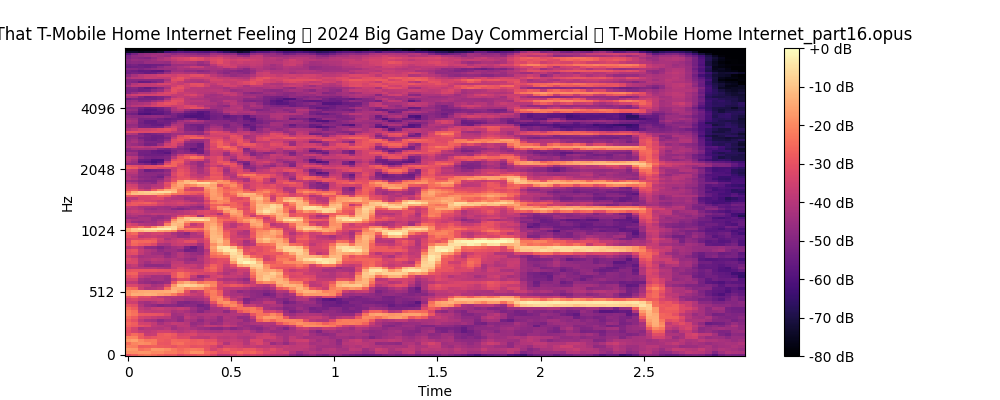 That T-Mobile Home Internet Feeling 🏠 2024 Big Game Day Commercial 🏠 T-Mobile Home Internet_part16.opus
Hz
4096
2048
1024
512
0
0
0.5
1
1.5
2
2.5
Time
+0 dB
-10 dB
-20 dB
-30 dB
-40 dB
-50 dB
-60 dB
-70 dB
-80 dB